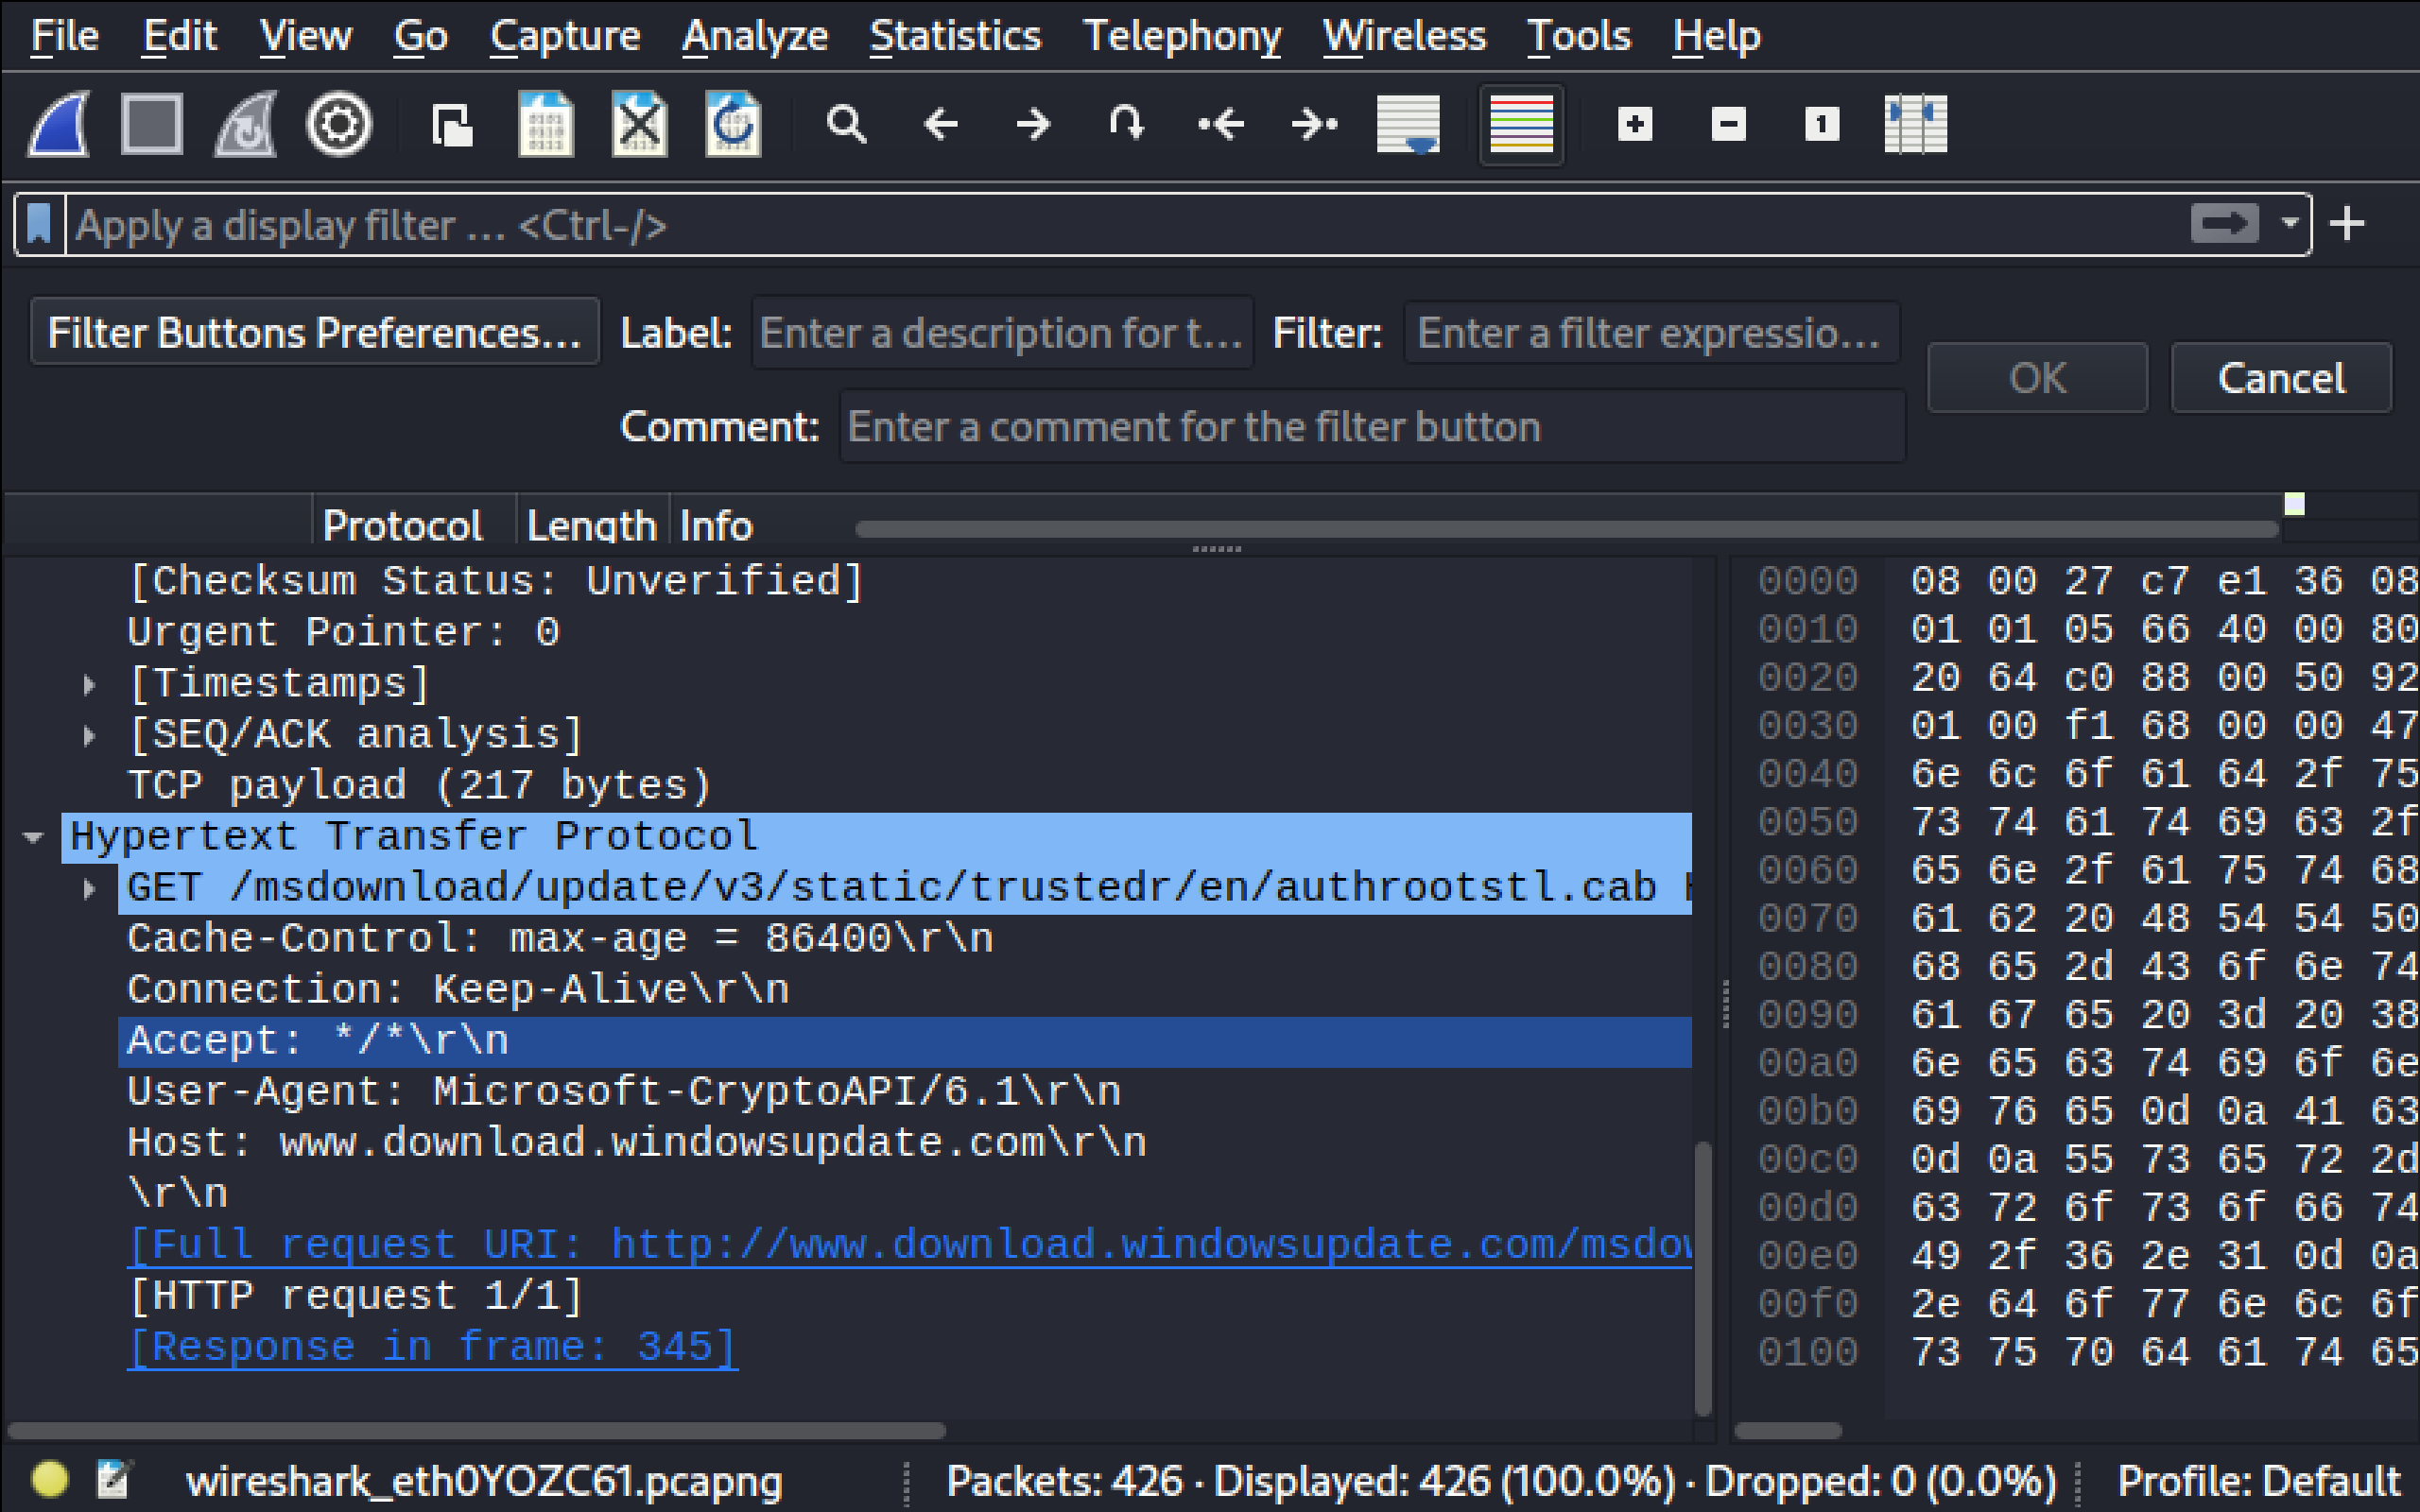 File Edit View Go Capture Analyze Statistics Telephony Wireless Tools Help
Apply a display filter ... <Ctrl-/>
Filter Buttons Preferences... Label: Enter a description for t... Filter: Enter a filter expressio...
OK Cancel
Comment: Enter a comment for the filter button
Protocol Length Info
[Checksum Status: Unverified]
Urgent Pointer: 0
[Timestamps]
[SEQ/ACK analysis]
TCP payload (217 bytes)
Hypertext Transfer Protocol
GET /msdownload/update/v3/static/trustedr/en/authrootstl.cab
Cache-Control: max-age = 86400\r\n
Connection: Keep-Alive\r\n
Accept: */*\r\n
User-Agent: Microsoft-CryptoAPI/6.1\r\n
Host: www.download.windowsupdate.com\r\n
\r\n
[Full request URI: http://www.download.windowsupdate.com/msdow
[HTTP request 1/1]
[Response in frame: 345]
0000 08 00 27 c7 e1 36 08
0010 01 01 05 66 40 00 80
0020 20 64 c0 88 00 50 92
0030 01 00 f1 68 00 00 47
0040 6e 6c 6f 61 64 2f 75
0050 73 74 61 74 69 63 2f
0060 65 6e 2f 61 75 74 68
0070 61 62 20 48 54 54 50
0080 68 65 2d 43 6f 6e 74
0090 61 67 65 20 3d 20 38
00a0 6e 65 63 74 69 6f 6e
00b0 69 76 65 0d 0a 41 63
00c0 0d 0a 55 73 65 72 2d
00d0 63 72 6f 73 6f 66 74
00e0 49 2f 36 2e 31 0d 0a
00f0 2e 64 6f 77 6e 6c 6f
0100 73 75 70 64 61 74 65
wireshark_eth0YOZC61.pcapng Packets: 426 · Displayed: 426 (100.0%) · Dropped: 0 (0.0%) Profile: Default